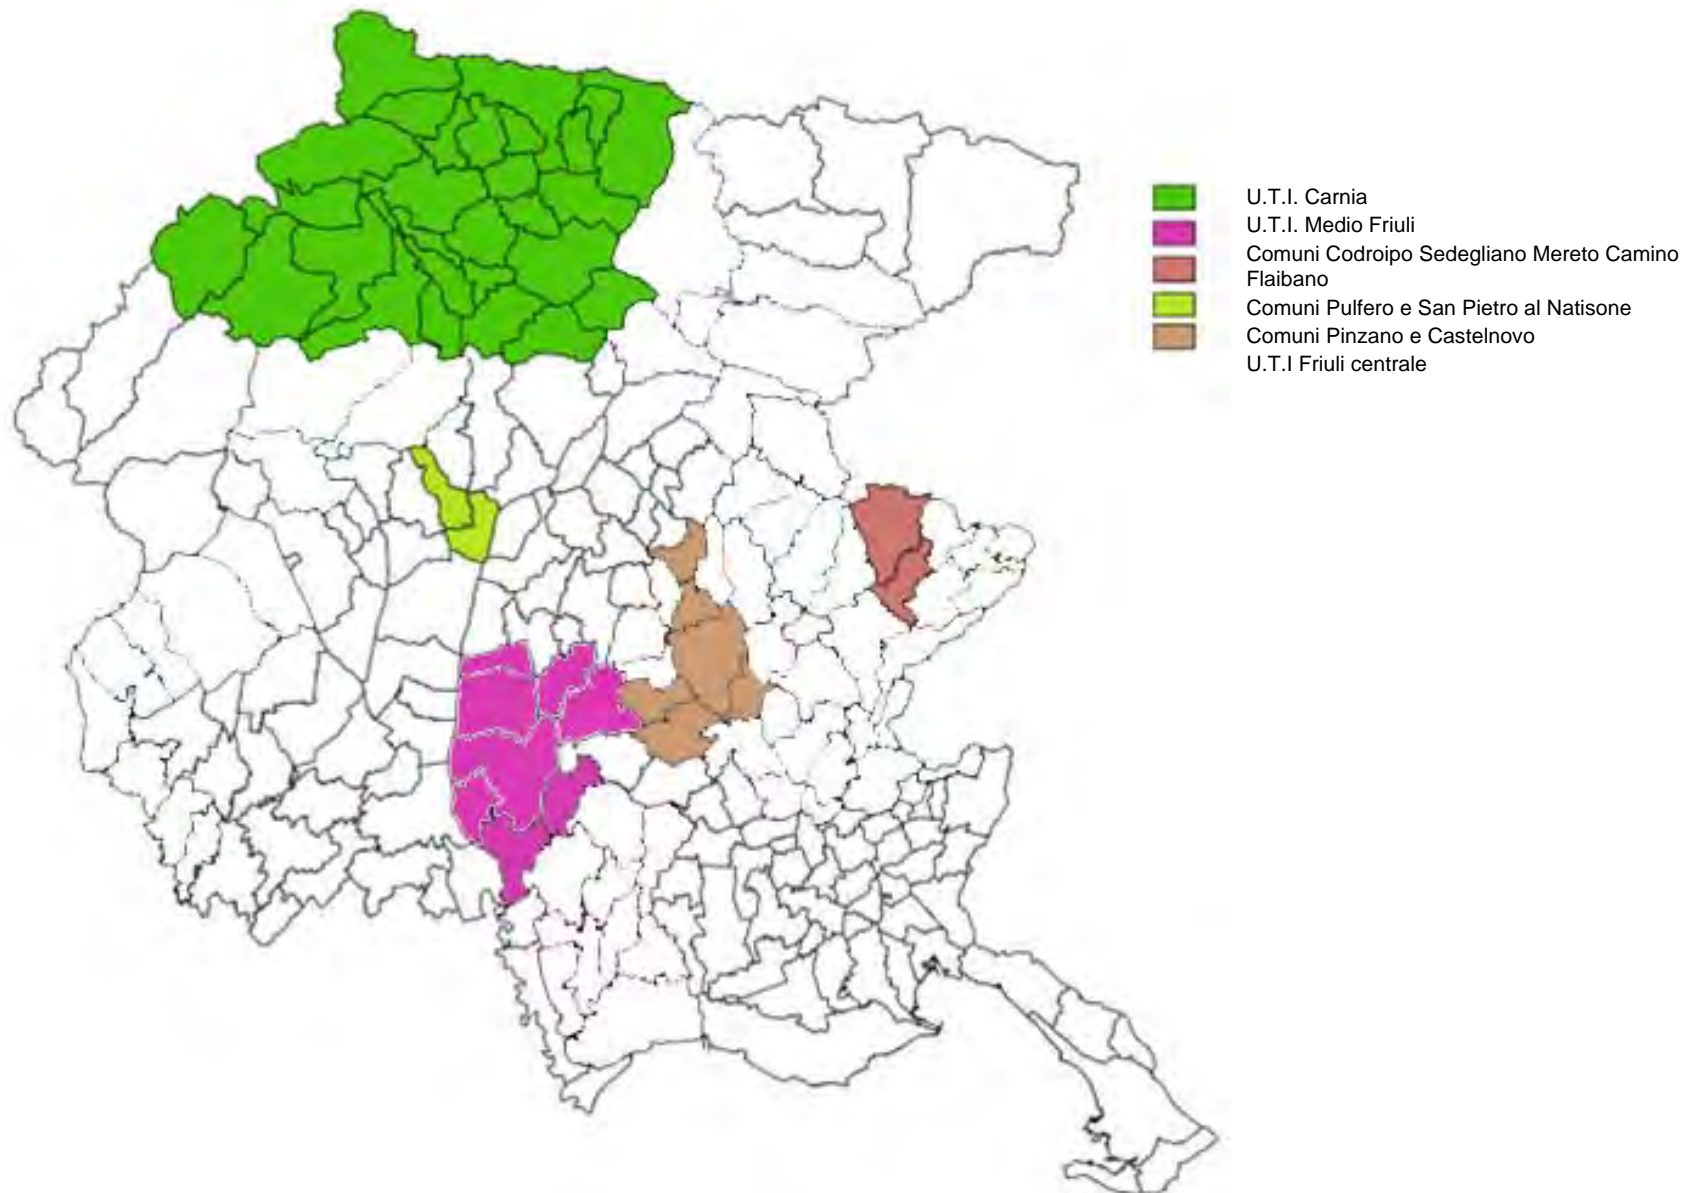 U.T.I. Carnia
U.T.I. Medio Friuli
Comuni Codroipo Sedegliano Mereto Camino
Flaibano
Comuni Pulfero e San Pietro al Natisone
Comuni Pinzano e Castelnovo
U.T.I Friuli centrale